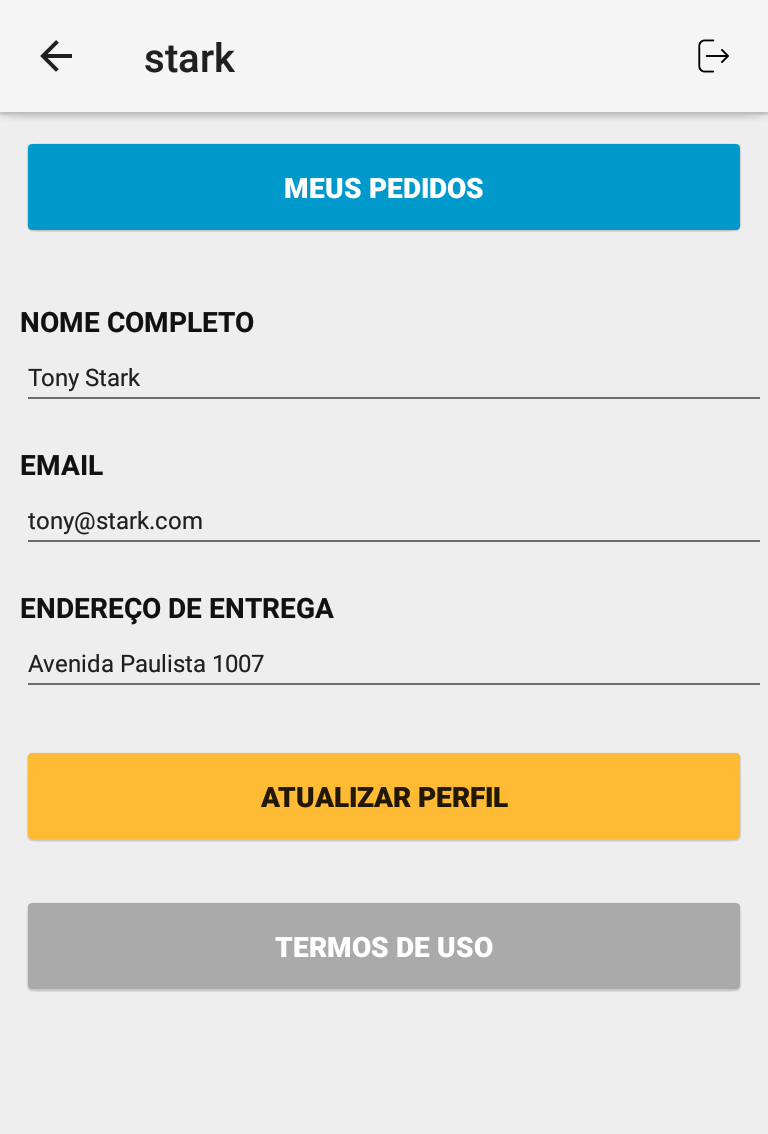 stark
MEUS PEDIDOS
NOME COMPLETO
Tony Stark
EMAIL
tony@stark.com
ENDEREÇO DE ENTREGA
Avenida Paulista 1007
ATUALIZAR PERFIL
TERMOS DE USO